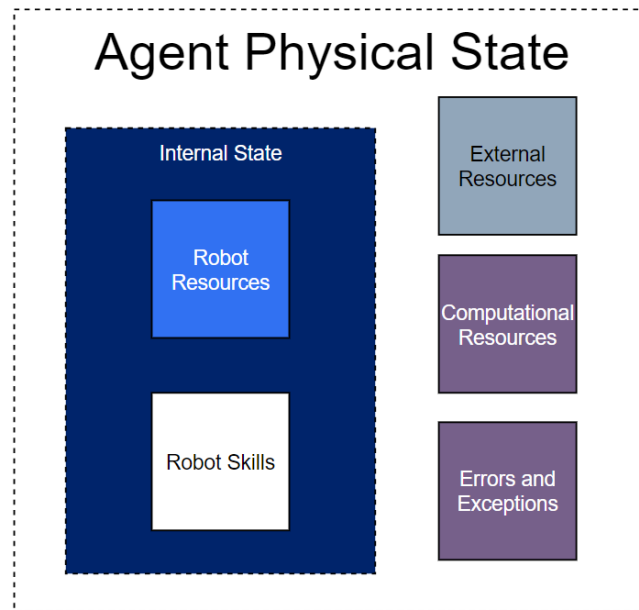 Agent Physical State
Internal State
Robot
Resources
Robot Skills
External
Resources
Computational
Resources
Errors and
Exceptions